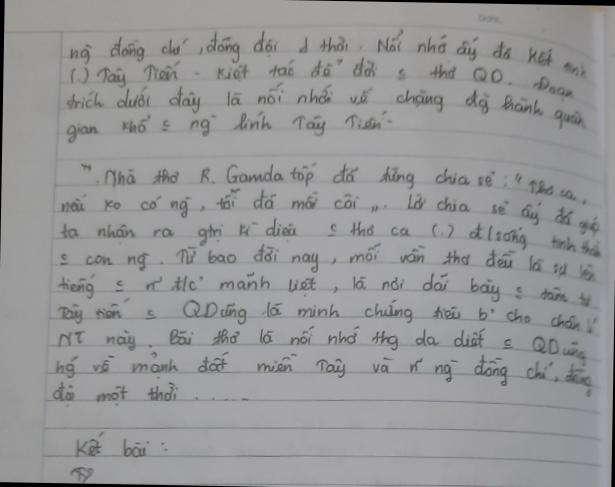 ng đồng chí, đồng đội 1 thời. Nỗi nhớ ấy đã kết tinh
(.) Tây Tiến - kiệt tác để đời ς thơ QD. Đoạn
trích dưới đây là nỗi nhớ về chặng đg hành quân
gian khổ ς ng lính Tây Tiến.
*. Nhà thơ R. Gamdatốp đã từng chia sẻ: " Thơ ca,
nếu ko có ng, tôi đã mồ côi ". Lời chia sẻ ấy đã giúp
ta nhận ra gtrị kì diệu ς thơ ca (.) đ/sống tinh thần
ς con ng. Từ bao đời nay, mỗi vần thơ đều là sự lên
tiếng ς n~ t/c' mãnh liệt, là nơi dãi bày ς tâm tư
Tây tiến ς QDũng là minh chứng tiêu b' cho chân lí
NT này. Bài thơ là nỗi nhớ thg da diết ς QDũng
hg về mảnh đất miền Tây và n~ ng đồng chí, đồng
đội một thời ......
Kết bài :